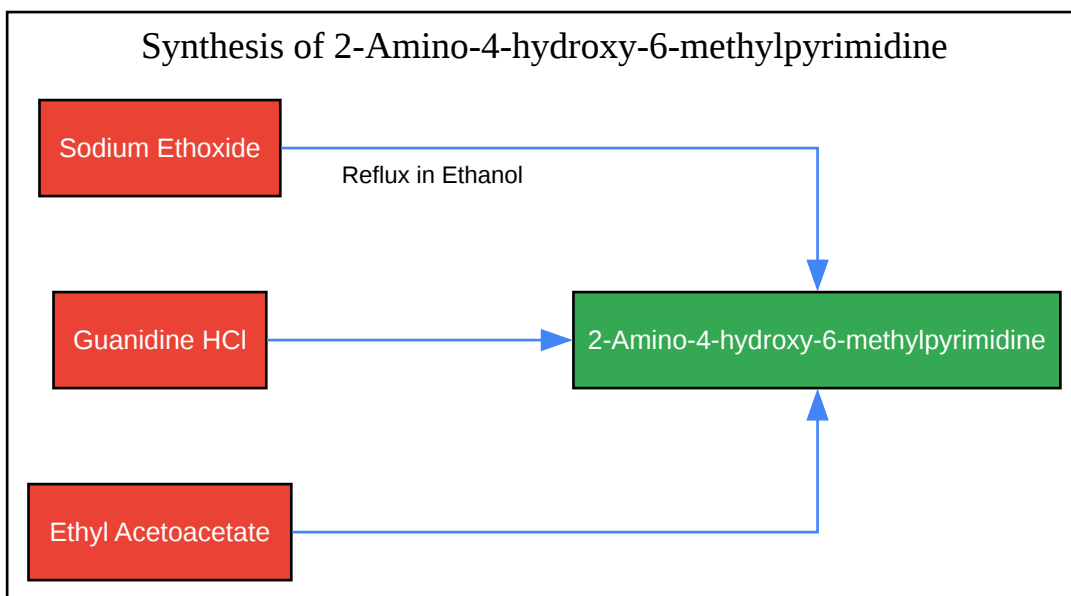 Synthesis of 2-Amino-4-hydroxy-6-methylpyrimidine
Sodium Ethoxide
Reflux in Ethanol
Guanidine HCl
2-Amino-4-hydroxy-6-methylpyrimidine
Ethyl Acetoacetate